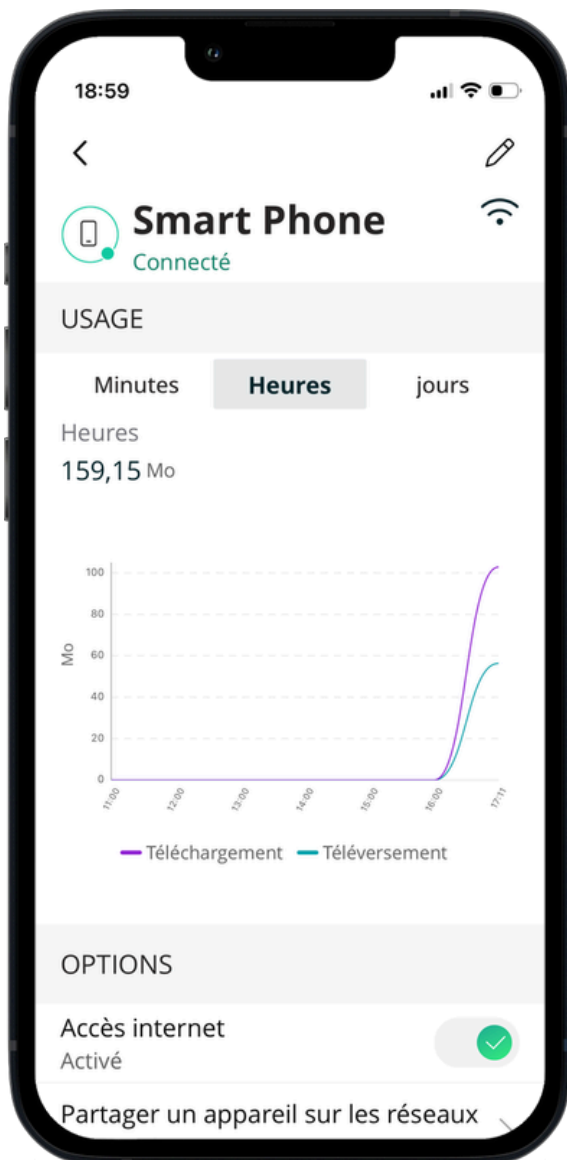 18:59
Smart Phone
Connecté
USAGE
Minutes Heures jours
Heures
159,15 Mo
100
80
60
40
20
0
Mo
11:00 12:00 13:00 14:00 15:00 16:00 17:11
Téléchargement Téléversement
OPTIONS
Accès internet
Activé
Partager un appareil sur les réseaux